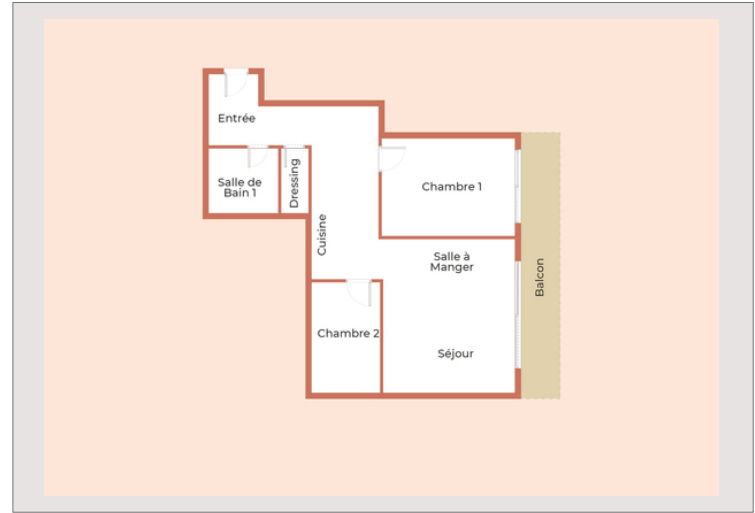 Entrée
Salle de
Bain 1
Dressing
Chambre 1
Cuisine
Salle à
Manger
Balcon
Chambre 2
Séjour